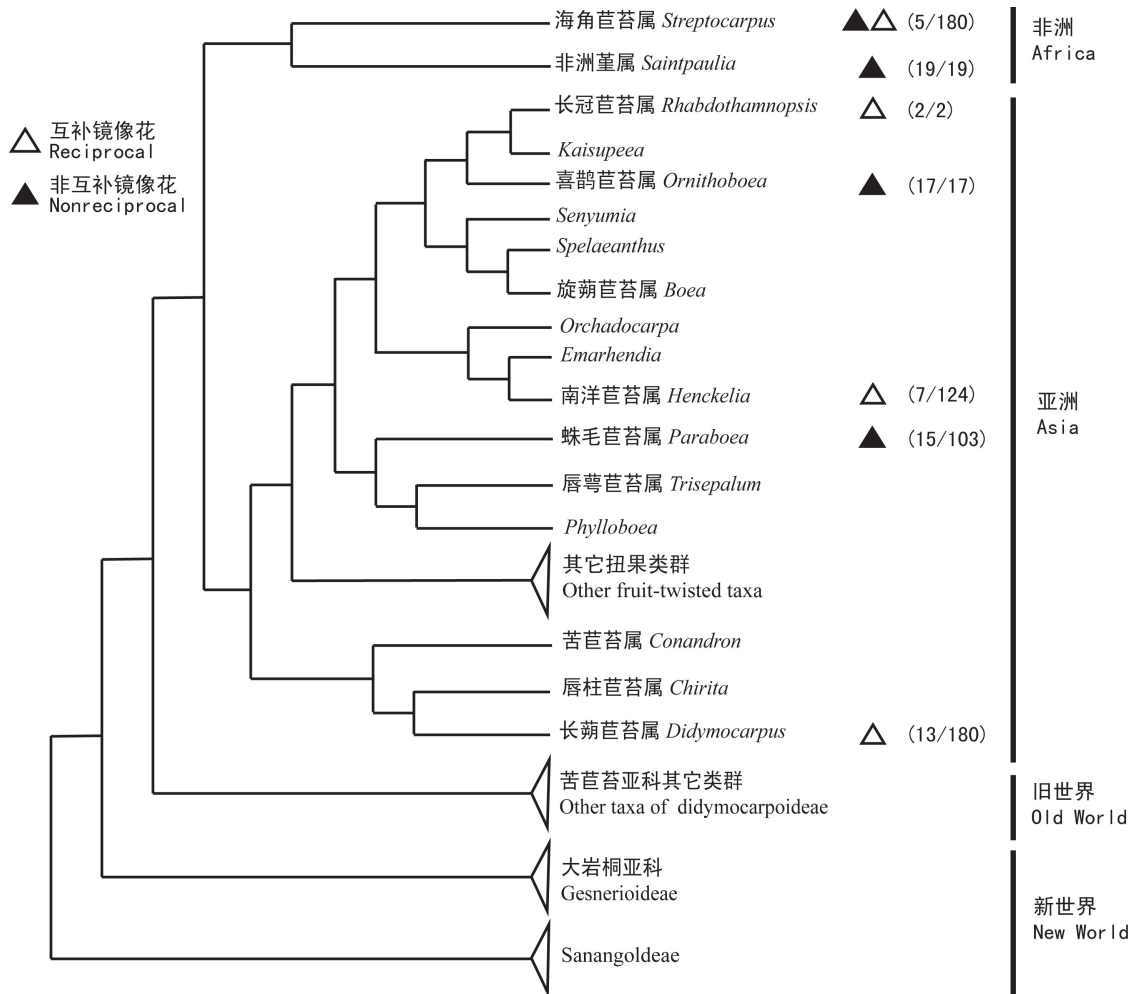 海角苣苔属 Streptocarpus (5/180)
非洲堇属 Saintpaulia (19/19)
非洲
Africa
互补镜像花
Reciprocal
非互补镜像花
Nonreciprocal
长冠苣苔属 Rhabdothamnopsis (2/2)
Kaisupeea
喜鹊苣苔属 Ornithoboea (17/17)
Senyumia
Spelaeanthus
旋蒴苣苔属 Boea
Orchadocarpa
Emarhendia
南洋苣苔属 Henckelia (7/124)
蛛毛苣苔属 Paraboea (15/103)
唇萼苣苔属 Trisepalum
Phylloboea
其它扭果类群
Other fruit-twisted taxa
苦苣苔属 Conandron
唇柱苣苔属 Chirita
长蒴苣苔属 Didymocarpus (13/180)
亚洲
Asia
苦苣苔亚科其它类群
Other taxa of didymocarpoideae
旧世界
Old World
大岩桐亚科
Gesnerioideae
Sanangoldeae
新世界
New World